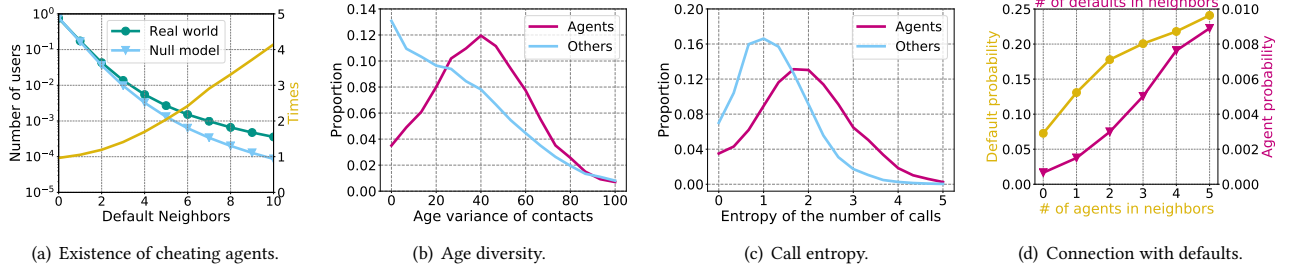 10^0
10^-1
10^-2
10^-3
10^-4
10^-5
Number of users
Real world
Null model
5
4
3
2
1
0
Times
0 2 4 6 8 10
Default Neighbors
(a) Existence of cheating agents.
0.14
0.12
0.10
0.08
0.06
0.04
0.02
0.00
Proportion
Agents
Others
0 20 40 60 80 100
Age variance of contacts
(b) Age diversity.
0.20
0.16
0.12
0.08
0.04
0.00
Proportion
Agents
Others
0 1 2 3 4 5
Entropy of the number of calls
(c) Call entropy.
# of defaults in neighbors
0.25
0.20
0.15
0.10
0.05
0.00
Default probability
0.010
0.008
0.006
0.004
0.002
0.000
Agent probability
0 1 2 3 4 5
# of agents in neighbors
(d) Connection with defaults.